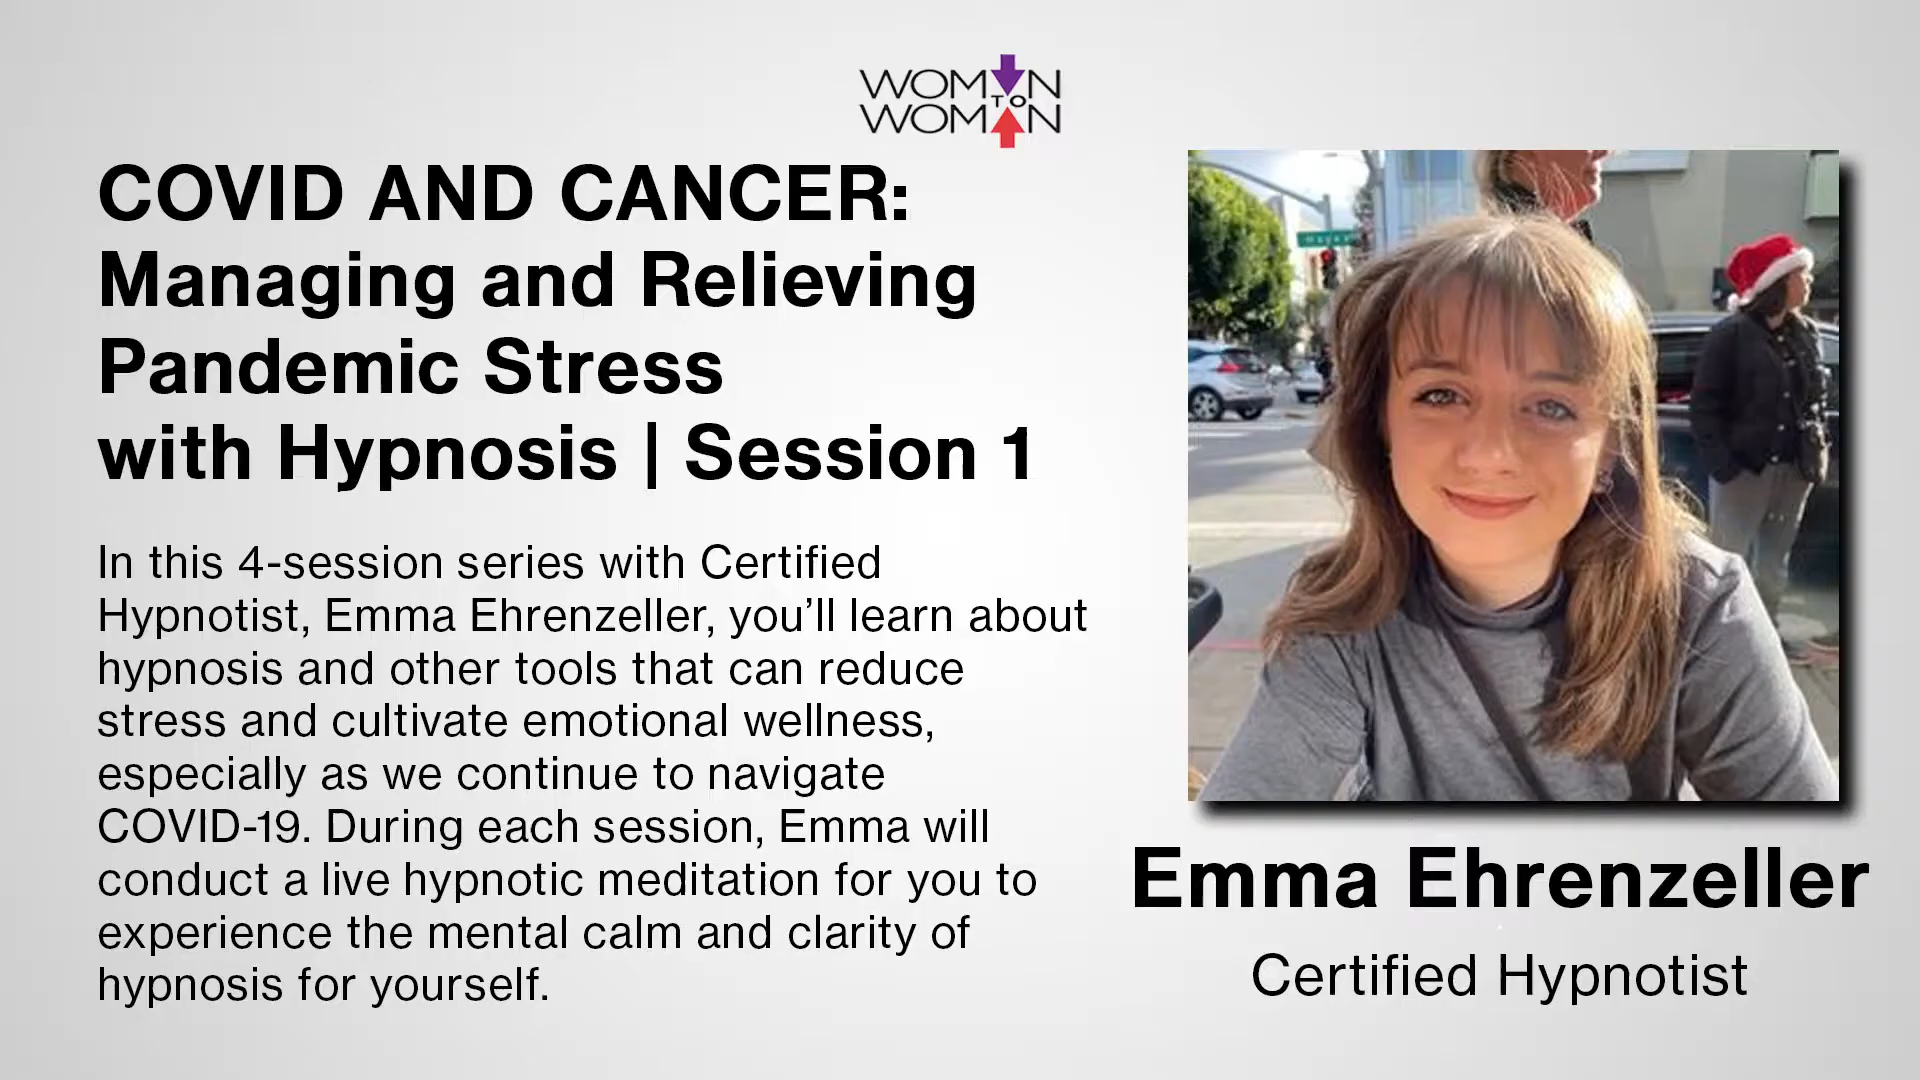 WOMAN
TO
WOMAN
COVID AND CANCER:
Managing and Relieving
Pandemic Stress
with Hypnosis | Session 1
In this 4-session series with Certified
Hypnotist, Emma Ehrenzeller, you’ll learn about
hypnosis and other tools that can reduce
stress and cultivate emotional wellness,
especially as we continue to navigate
COVID-19. During each session, Emma will
conduct a live hypnotic meditation for you to
experience the mental calm and clarity of
hypnosis for yourself.
Emma Ehrenzeller
Certified Hypnotist